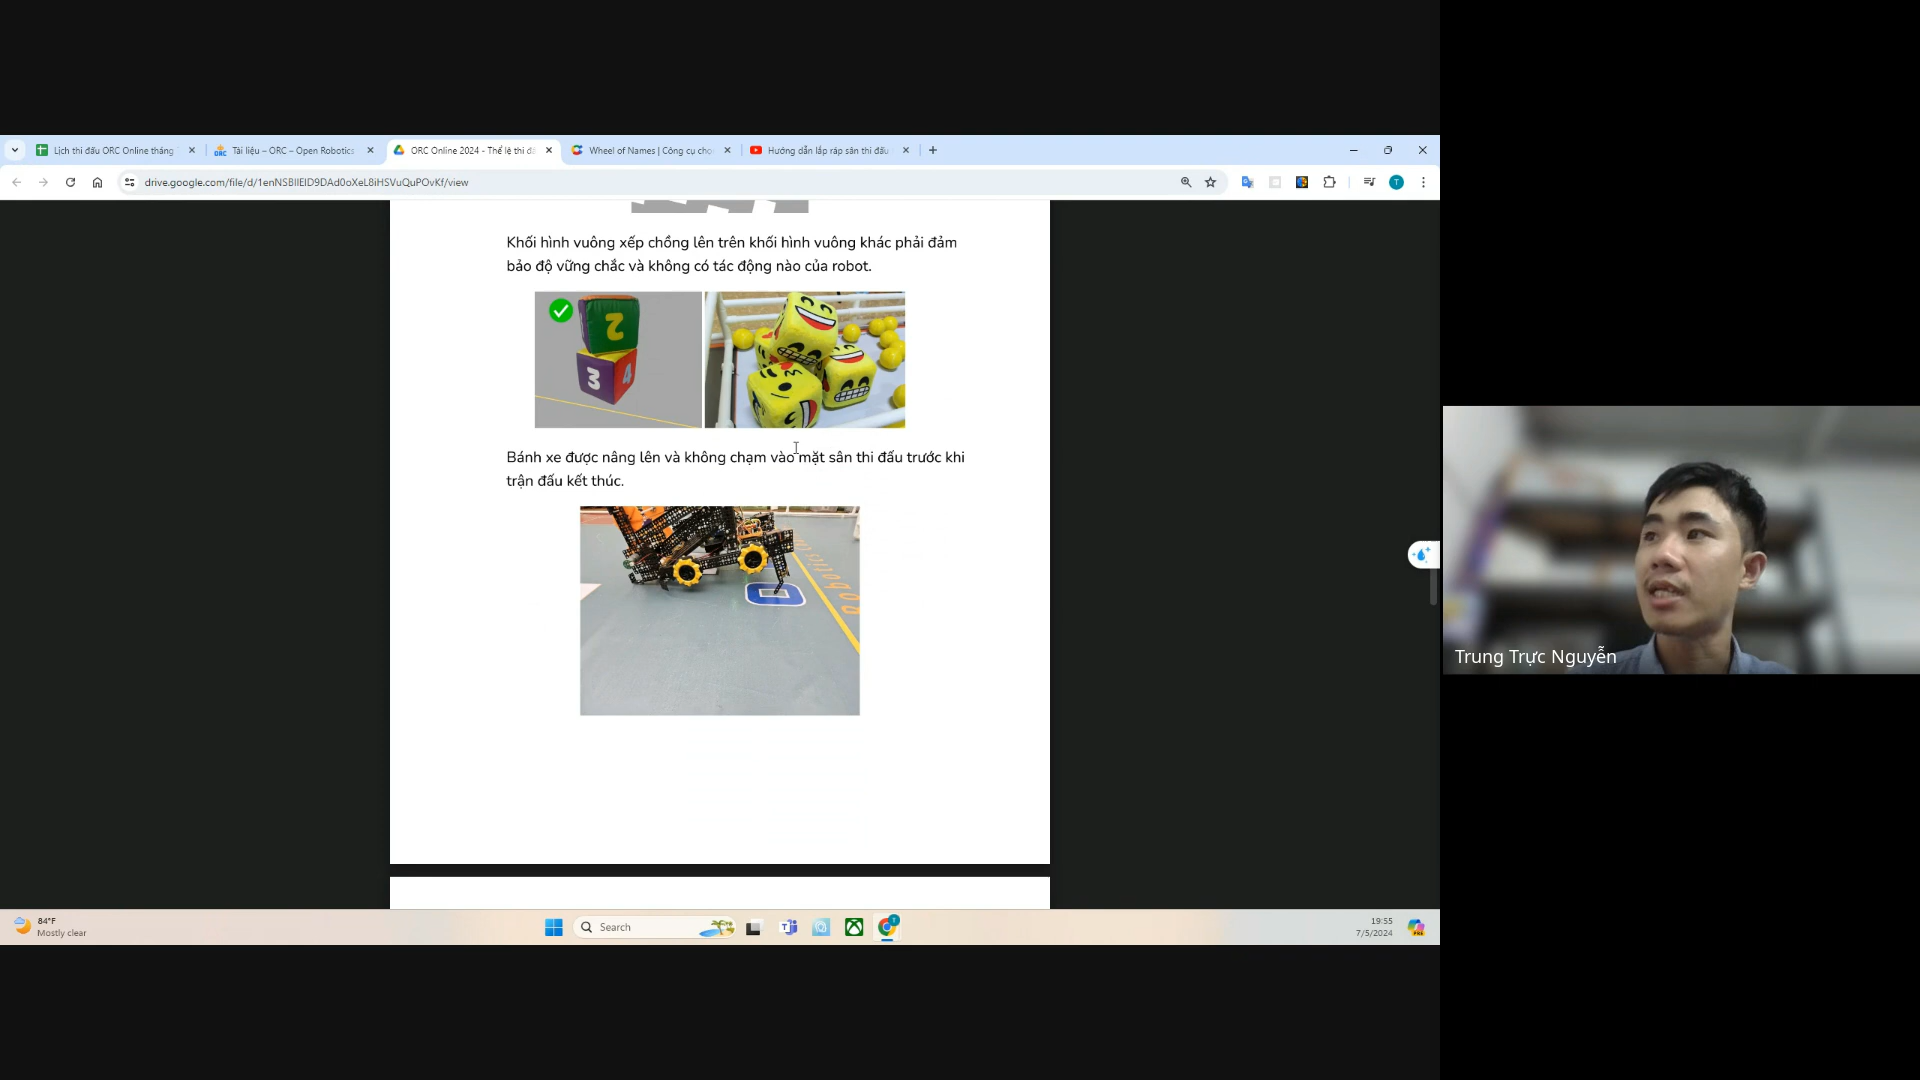 Lịch thi đấu ORC Online tháng
Tài liệu – ORC – Open Robotics
ORC Online 2024 - Thể lệ thi đấ
Wheel of Names | Công cụ cho
Hướng dẫn lắp ráp sân thi đấu
drive.google.com/file/d/1enNSBIlEID9DAd0oXeL8iHSVuQuPOvKf/view
Khối hình vuông xếp chồng lên trên khối hình vuông khác phải đảm
bảo độ vững chắc và không có tác động nào của robot.
2
3 4
Bánh xe được nâng lên và không chạm vào mặt sân thi đấu trước khi
trận đấu kết thúc.
Trung Trực Nguyễn
84°F
Mostly clear
Search
19:55
7/5/2024